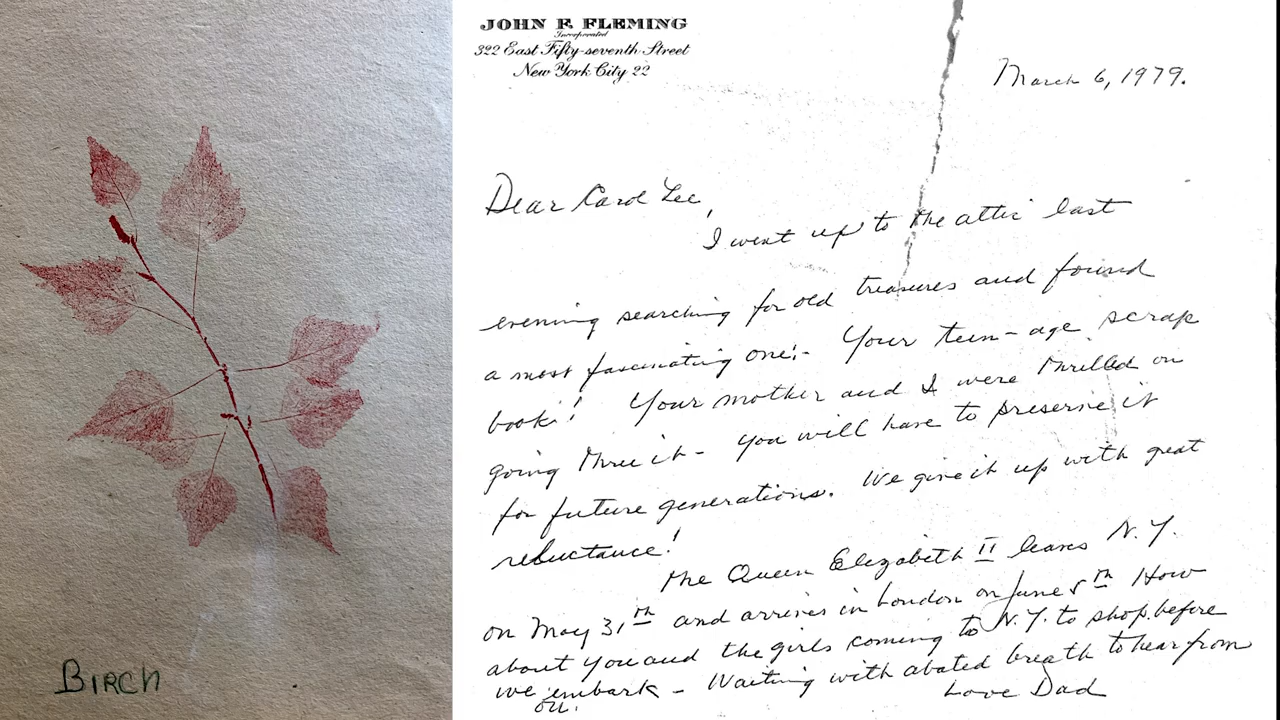 BIRCH
JOHN F. FLEMING
Incorporated
322 East Fifty-seventh Street
New York City 22
March 6, 1979.
Dear Carol Lee,
I went up to the attic last
evening searching for old treasures and found
a most fascinating one:- Your teen-age scrap
book! Your mother and I were thrilled on
going thru it - You will have to preserve it
for future generations. We give it up with great
reluctance!
The Queen Elizabeth II leaves N.Y.
on May 31th and arrives in London on June 5th How
about you and the girls coming to N.Y. to shop before
we embark - Waiting with abated breath to hear from
ou!
Love Dad